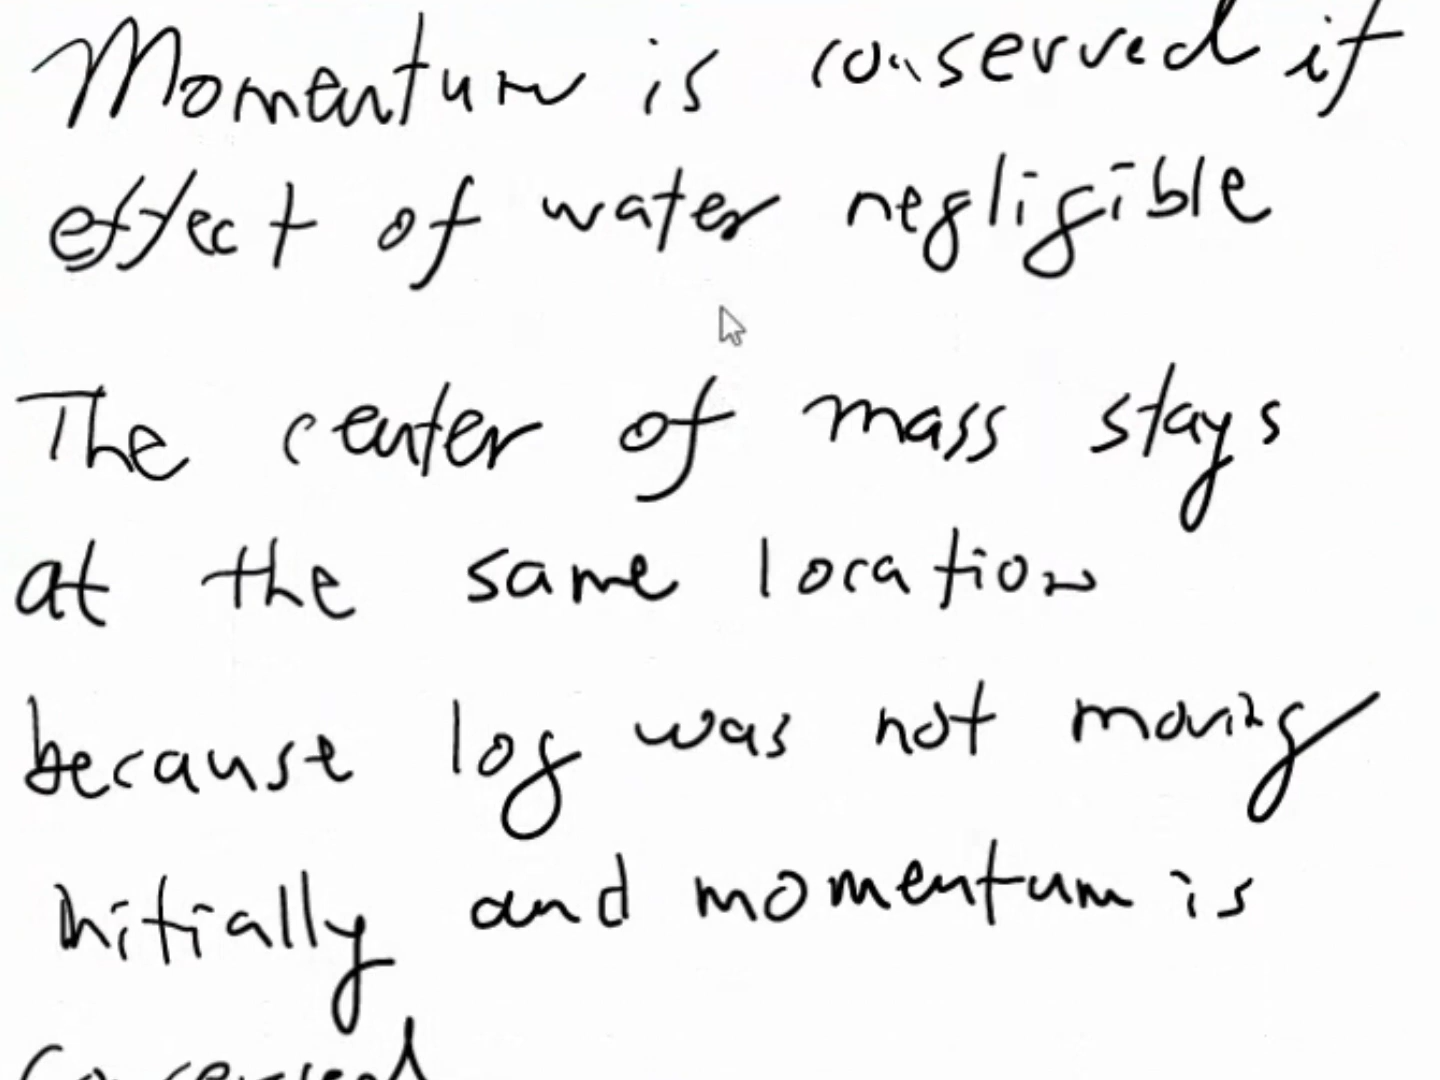 Momentum is conserved if
effect of water negligible
The center of mass stays
at the same location
because log was not moving
initially and momentum is
conserved